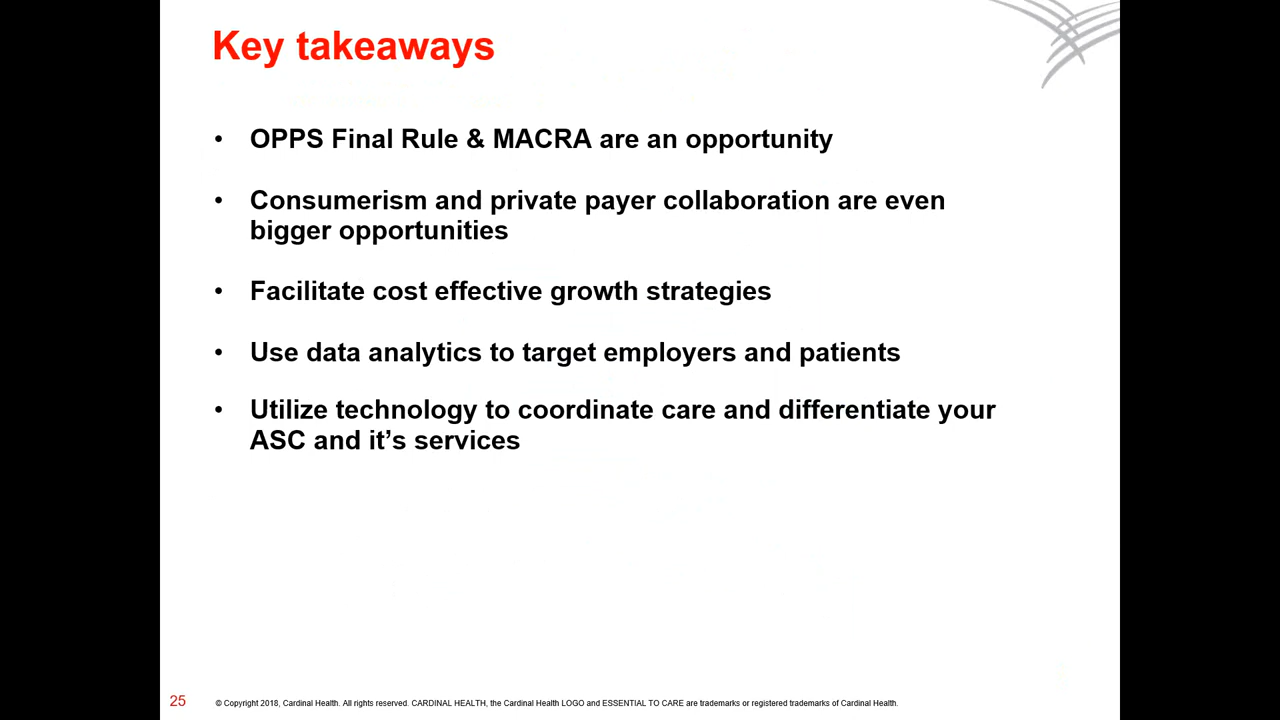 Key takeaways
• OPPS Final Rule & MACRA are an opportunity
• Consumerism and private payer collaboration are even
bigger opportunities
• Facilitate cost effective growth strategies
• Use data analytics to target employers and patients
• Utilize technology to coordinate care and differentiate your
ASC and it’s services
25 © Copyright 2018, Cardinal Health. All rights reserved. CARDINAL HEALTH, the Cardinal Health LOGO and ESSENTIAL TO CARE are trademarks or registered trademarks of Cardinal Health.